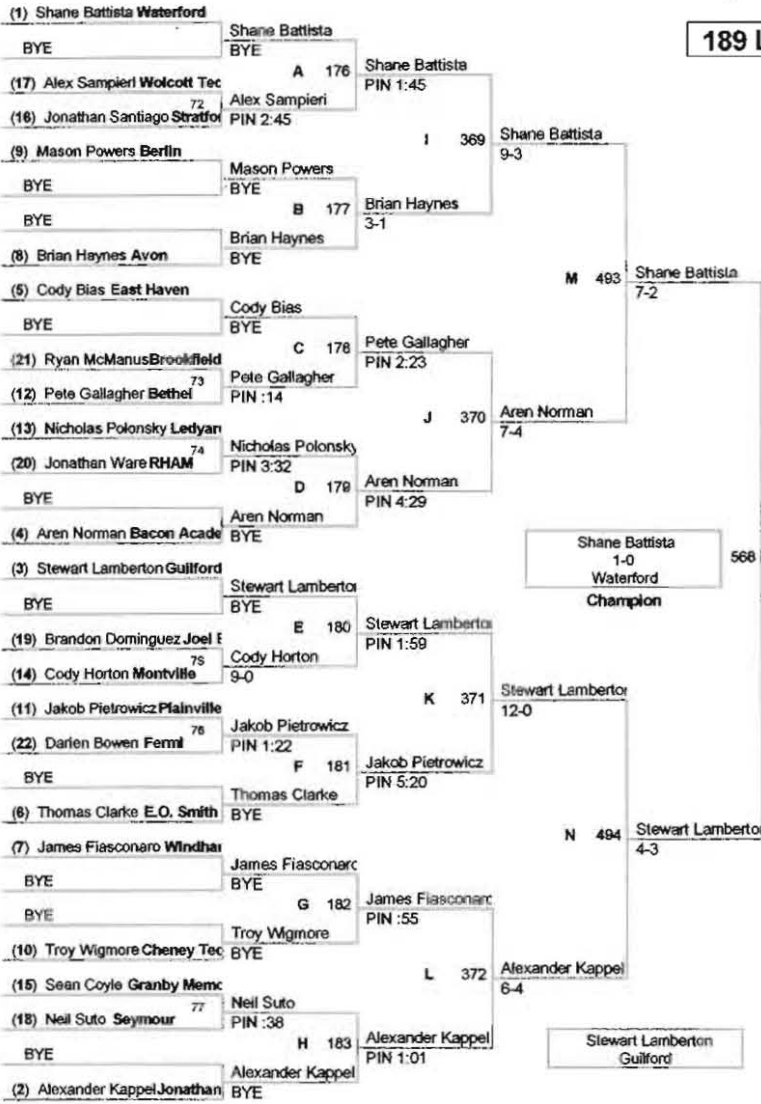 (1) Shane Battista Waterford
BYE
(17) Alex Sampieri Wolcott Tec
72
(16) Jonathan Santiago Stratfor
(9) Mason Powers Berlin
BYE
BYE
(8) Brian Haynes Avon
(5) Cody Bias East Haven
BYE
(21) Ryan McManus Brookfield
73
(12) Pete Gallagher Bethel
(13) Nicholas Polonsky Ledyar
74
(20) Jonathan Ware RHAM
BYE
(4) Aren Norman Bacon Acade
(3) Stewart Lamberton Guilford
BYE
(19) Brandon Dominguez Joel
75
(14) Cody Horton Montville
(11) Jakob Pietrowicz Plainville
76
(22) Darien Bowen Fermi
BYE
(6) Thomas Clarke E.O. Smith
(7) James Fiasconaro Windha
BYE
BYE
(10) Troy Wigmore Cheney Tec
(15) Sean Coyle Granby Memo
77
(18) Neil Suto Seymour
BYE
(2) Alexander Kappel Jonathan
Shane Battista
BYE
A 176
Alex Sampieri
PIN 2:45
Mason Powers
BYE
B 177
Brian Haynes
BYE
Cody Bias
BYE
C 178
Pete Gallagher
PIN :14
Nicholas Polonsky
PIN 3:32
D 179
Aren Norman
BYE
Stewart Lamberto
BYE
E 180
Cody Horton
9-0
Jakob Pietrowicz
PIN 1:22
F 181
Thomas Clarke
BYE
James Fiasconaro
BYE
G 182
Troy Wigmore
BYE
Neil Suto
PIN :38
H 183
Alexander Kappel
BYE
Shane Battista
PIN 1:45
I 369
Brian Haynes
3-1
Pete Gallagher
PIN 2:23
J 370
Aren Norman
PIN 4:29
Stewart Lamberto
PIN 1:59
K 371
Jakob Pietrowicz
PIN 5:20
James Fiasconaro
PIN :55
L 372
Alexander Kappel
PIN 1:01
Shane Battista
9-3
M 493
Aren Norman
7-4
Stewart Lamberto
12-0
N 494
Alexander Kappel
6-4
189 L
Shane Battista
7-2
Shane Battista
1-0
Waterford
568
Champion
Stewart Lamberto
4-3
Stewart Lamberton
Guilford